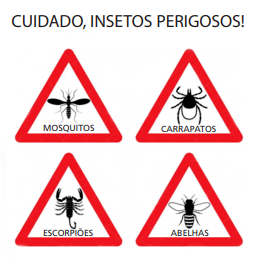 CUIDADO, INSETOS PERIGOSOS!
MOSQUITOS
CARRAPATOS
ESCORPIÕES
ABELHAS